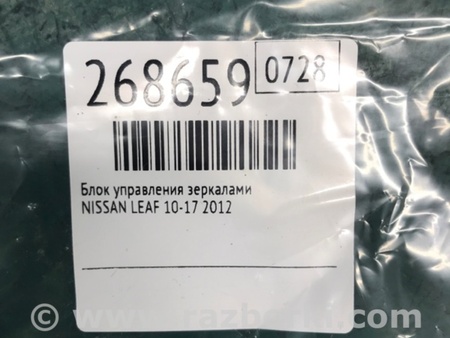 268659 0728
Блок управления зеркалами
NISSAN LEAF 10-17 2012